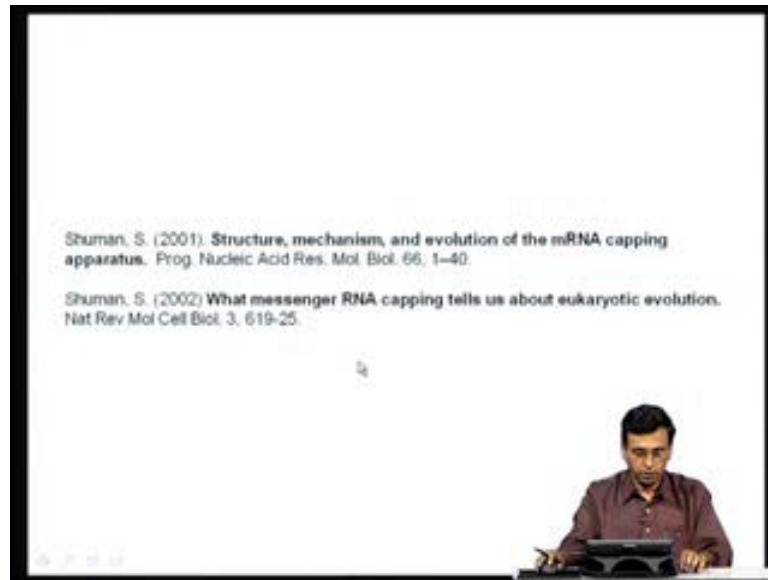 Shuman, S. (2001). Structure, mechanism, and evolution of the mRNA capping
apparatus. Prog. Nucleic Acid Res. Mol. Biol. 66, 1–40.
Shuman, S. (2002) What messenger RNA capping tells us about eukaryotic evolution.
Nat Rev Mol Cell Biol. 3, 619-25.